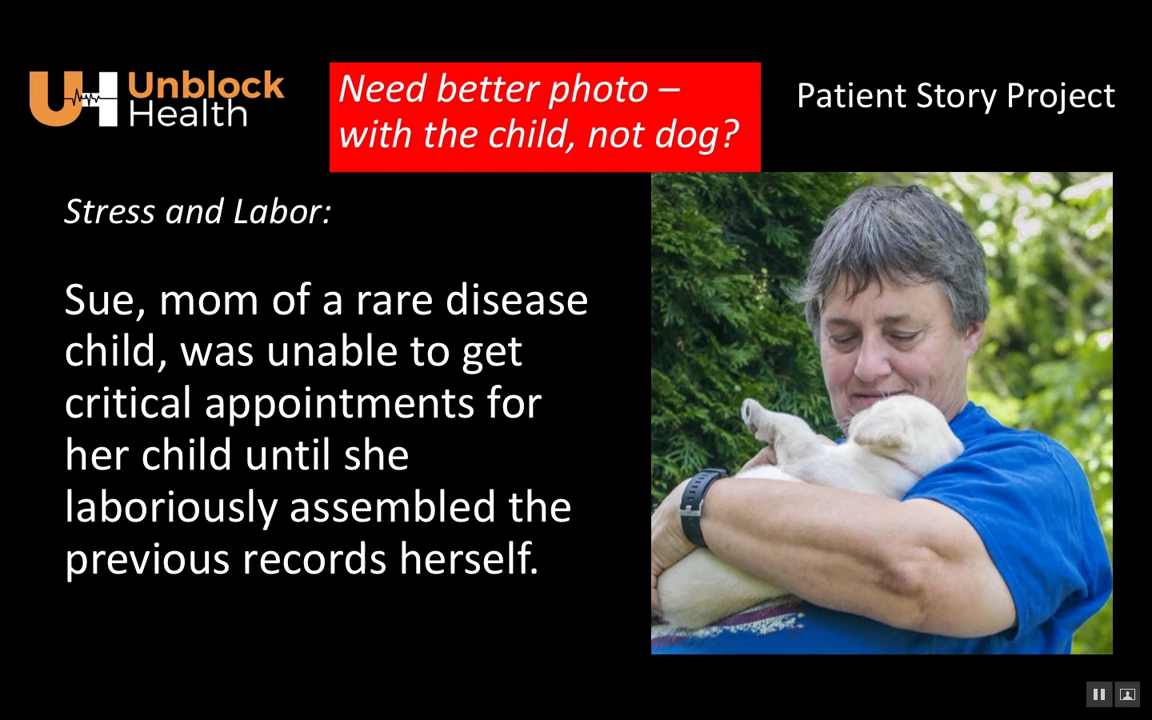 Unblock
Health
Need better photo –
with the child, not dog?
Patient Story Project
Stress and Labor:
Sue, mom of a rare disease
child, was unable to get
critical appointments for
her child until she
laboriously assembled the
previous records herself.